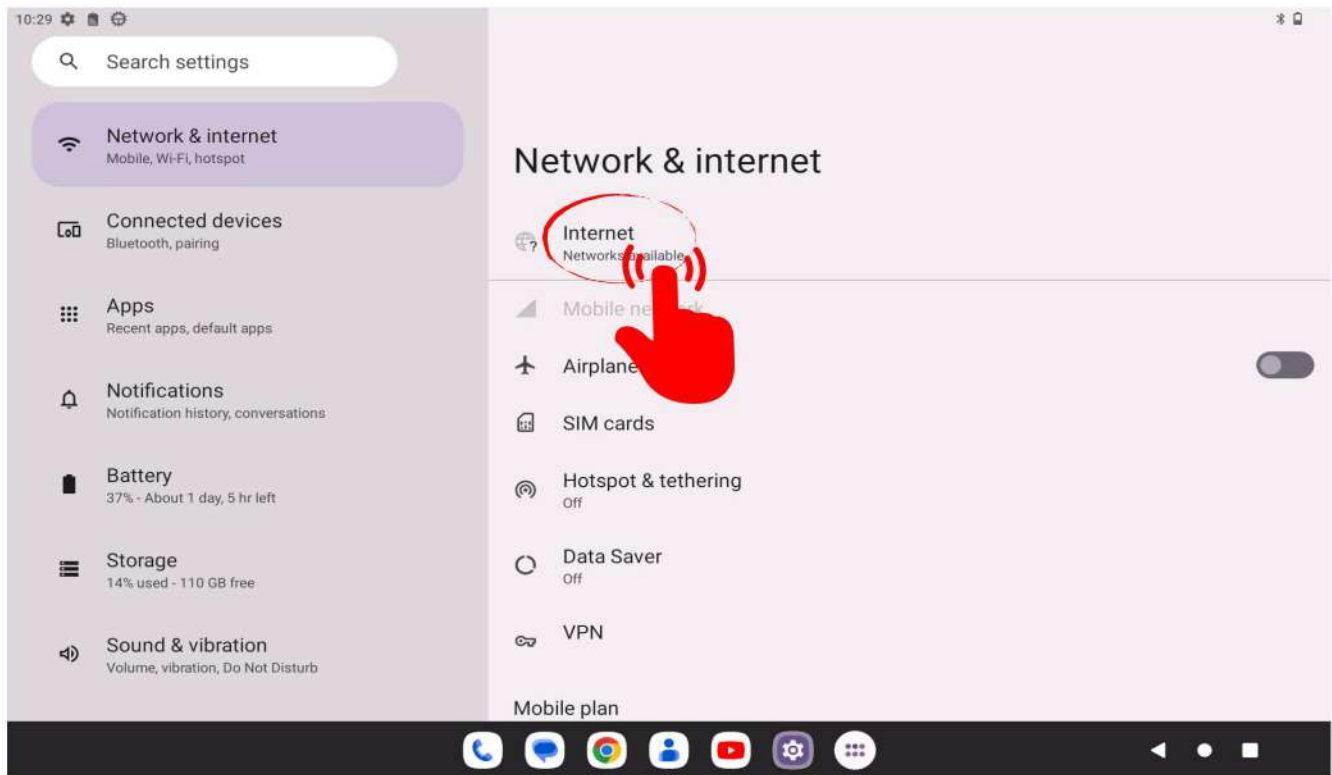 10:29
Search settings
Network & internet
Mobile, Wi-Fi, hotspot
Connected devices
Bluetooth, pairing
Apps
Recent apps, default apps
Notifications
Notification history, conversations
Battery
37% - About 1 day, 5 hr left
Storage
14% used - 110 GB free
Sound & vibration
Volume, vibration, Do Not Disturb
Network & internet
Internet
Networks available
Mobile network
Airplane
SIM cards
Hotspot & tethering
Off
Data Saver
Off
VPN
Mobile plan